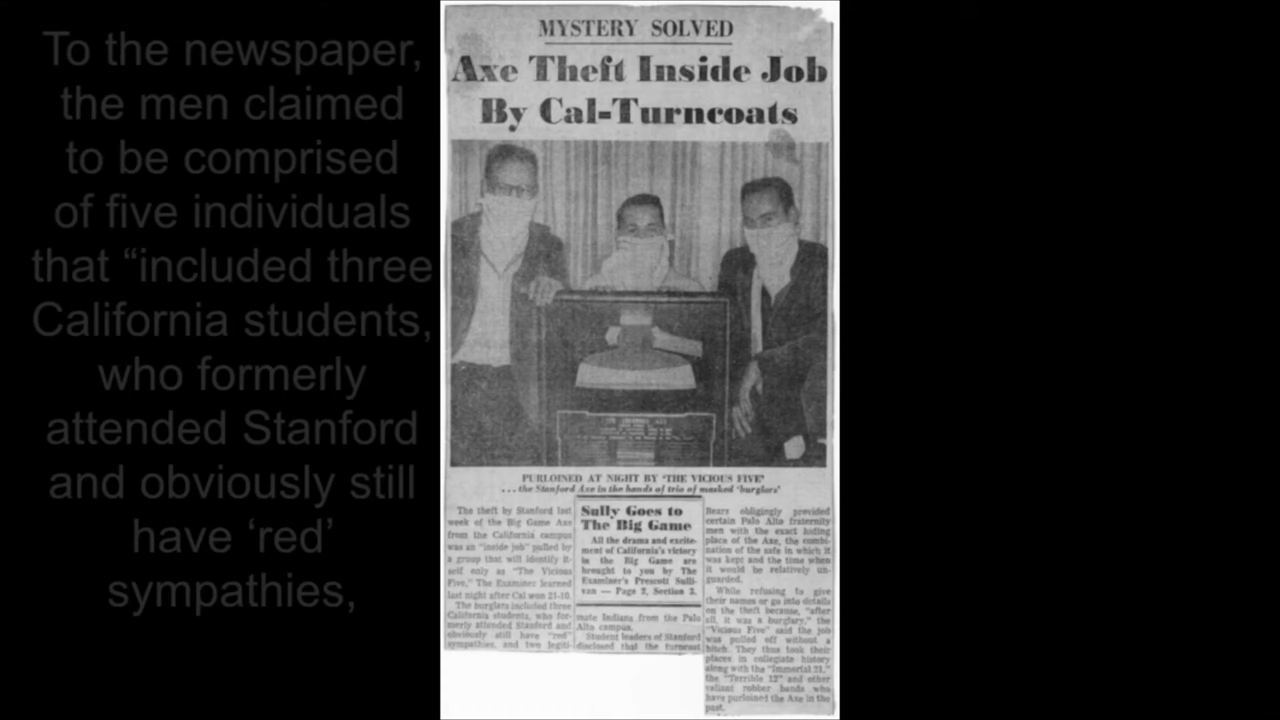 To the newspaper,
the men claimed
to be comprised
of five individuals
that “included three
California students,
who formerly
attended Stanford
and obviously still
have ‘red’
sympathies,
MYSTERY SOLVED
Axe Theft Inside Job
By Cal-Turncoats
PURLOINED AT NIGHT BY ‘THE VICIOUS FIVE’
. . . the Stanford Axe in the hands of trio of masked ‘burglars’
The theft by Stanford last
week of the Big Game Axe
from the California campus
was an "inside job" pulled by
a group that will identify it-
self only as "The Vicious
Five," The Examiner learned
last night after Cal won 21-10.
The burglars included three
California students, who for-
merly attended Stanford and
obviously still have "red"
sympathies, and two legiti-
Sully Goes to
The Big Game
All the drama and excite-
ment of California's victory
in the Big Game are
brought to you by The
Examiner's Prescott Sulli-
van — Page 2, Section 3.
mate Indians from the Palo
Alto campus.
Student leaders of Stanford
disclosed that the turncoat
Bears obligingly provided
certain Palo Alto fraternity
men with the exact hiding
place of the Axe, the combi-
nation of the safe in which it
was kept and the time when
it would be relatively un-
guarded.
While refusing to give
their names or go into details
on the theft because, "after
all, it was a burglary," the
"Vicious Five" said the job
was pulled off without a
hitch. They thus took their
places in collegiate history
along with the "Immortal 21,"
the "Terrible 12" and other
valiant robber bands who
have purloined the Axe in the
past.